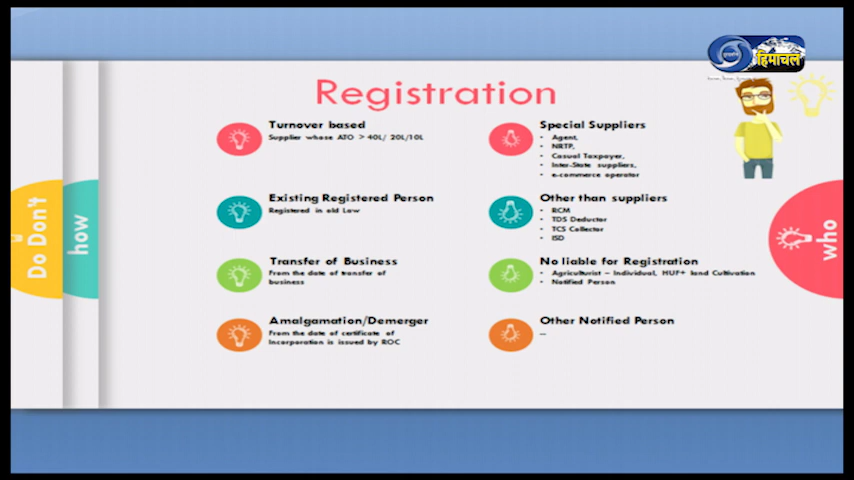 हिमाचल
Registration
Turnover based
Supplier whose ATO > 40L/ 20L/10L
Existing Registered Person
Registered in old Law
Transfer of Business
From the date of transfer of
business
Amalgamation/Demerger
From the date of certificate of
Incorporation is issued by ROC
Special Suppliers
• Agent,
• NRTP,
• Casual Taxpayer,
• Inter-State suppliers,
• e-commerce operator
Other than suppliers
• RCM
• TDS Deductor
• TCS Collector
• ISD
No liable for Registration
• Agriculturist – Individual, HUF+ land Cultivation
• Notified Person
Other Notified Person
...
Do Don't
how
who